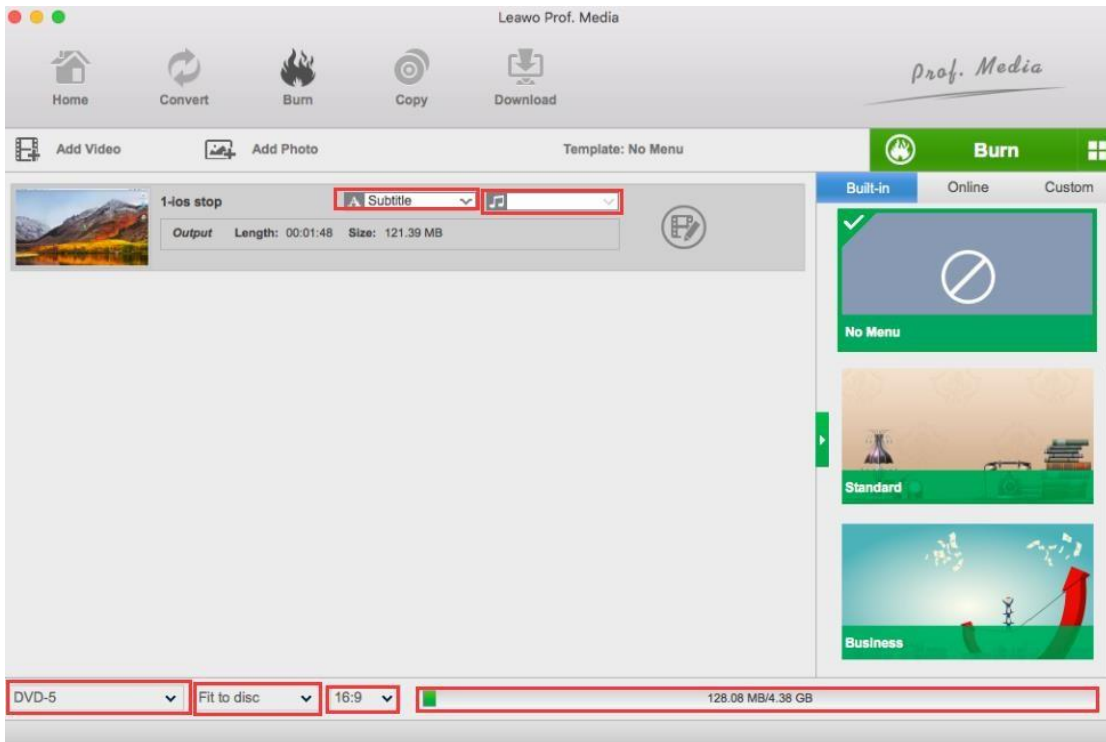 Leawo Prof. Media
Home Convert Burn Copy Download
Prof. Media
Add Video Add Photo Template: No Menu Burn
Built-in Online Custom
1-ios stop A Subtitle
Output Length: 00:01:48 Size: 121.39 MB
No Menu
Standard
Business
DVD-5 Fit to disc 16:9 128.08 MB/4.38 GB